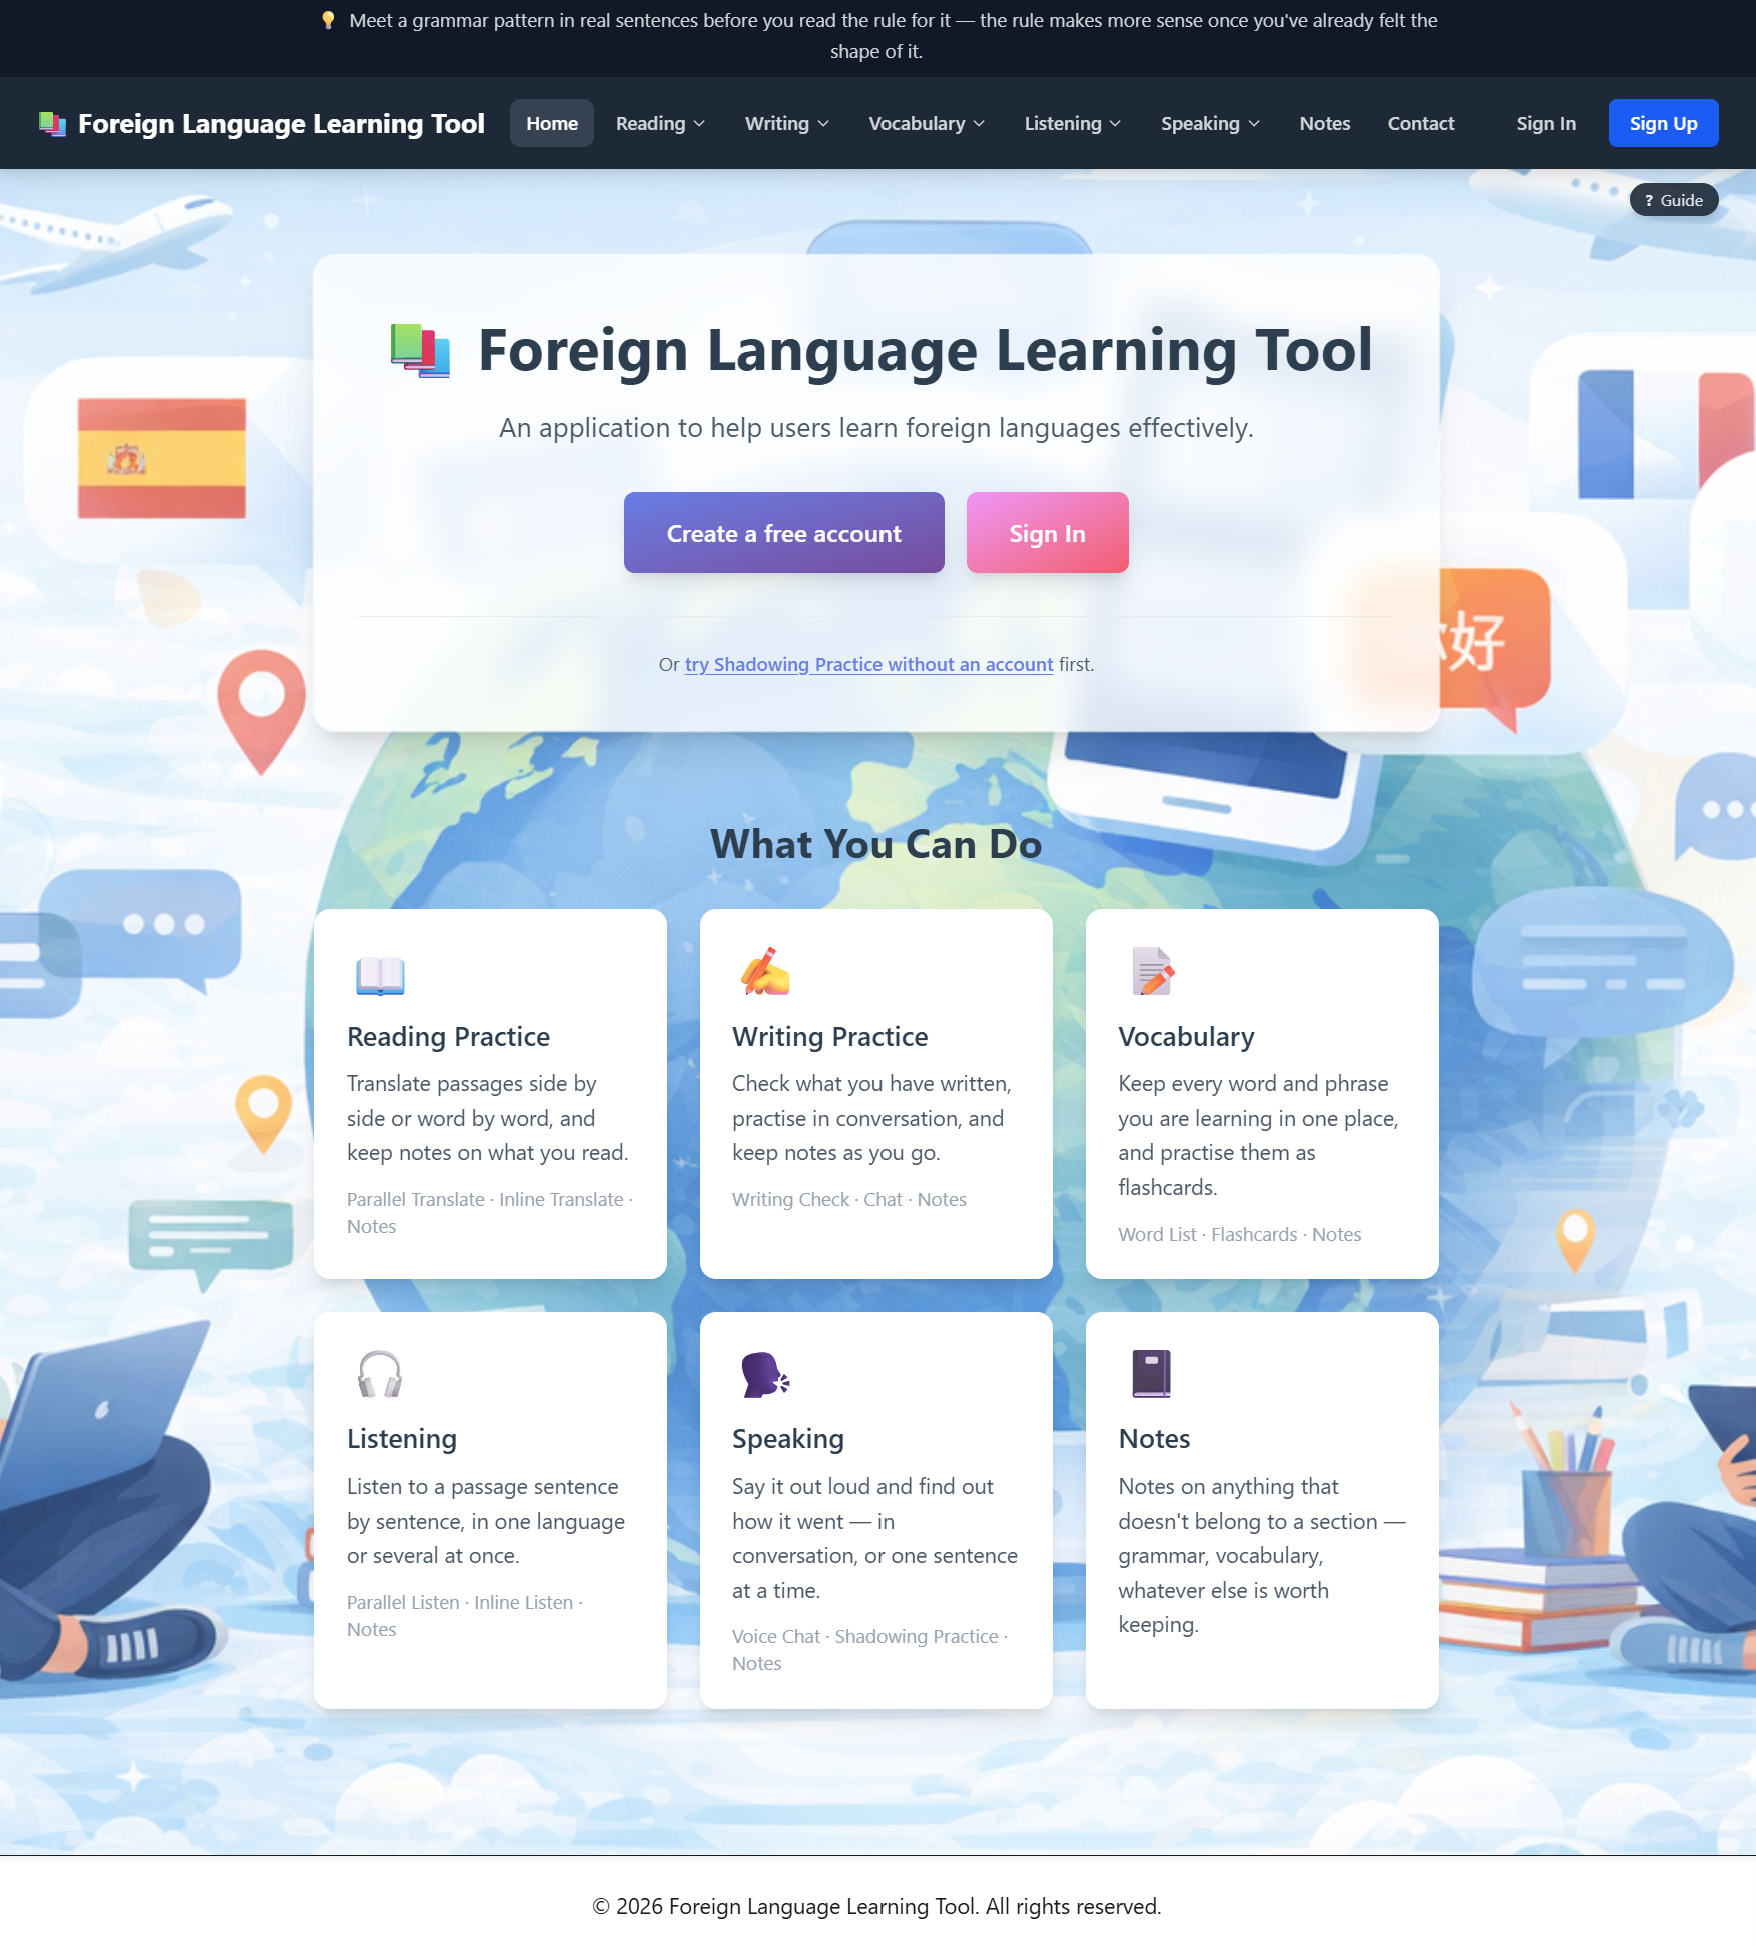 Meet a grammar pattern in real sentences before you read the rule for it — the rule makes more sense once you've already felt the
shape of it.
Foreign Language Learning Tool
Home
Reading
Writing
Vocabulary
Listening
Speaking
Notes
Contact
Sign In
Sign Up
? Guide
Foreign Language Learning Tool
An application to help users learn foreign languages effectively.
Create a free account
Sign In
Or try Shadowing Practice without an account first.
好
What You Can Do
Reading Practice
Translate passages side by
side or word by word, and
keep notes on what you read.
Parallel Translate · Inline Translate ·
Notes
Writing Practice
Check what you have written,
practise in conversation, and
keep notes as you go.
Writing Check · Chat · Notes
Vocabulary
Keep every word and phrase
you are learning in one place,
and practise them as
flashcards.
Word List · Flashcards · Notes
Listening
Listen to a passage sentence
by sentence, in one language
or several at once.
Parallel Listen · Inline Listen ·
Notes
Speaking
Say it out loud and find out
how it went — in
conversation, or one sentence
at a time.
Voice Chat · Shadowing Practice ·
Notes
Notes
Notes on anything that
doesn't belong to a section —
grammar, vocabulary,
whatever else is worth
keeping.
© 2026 Foreign Language Learning Tool. All rights reserved.